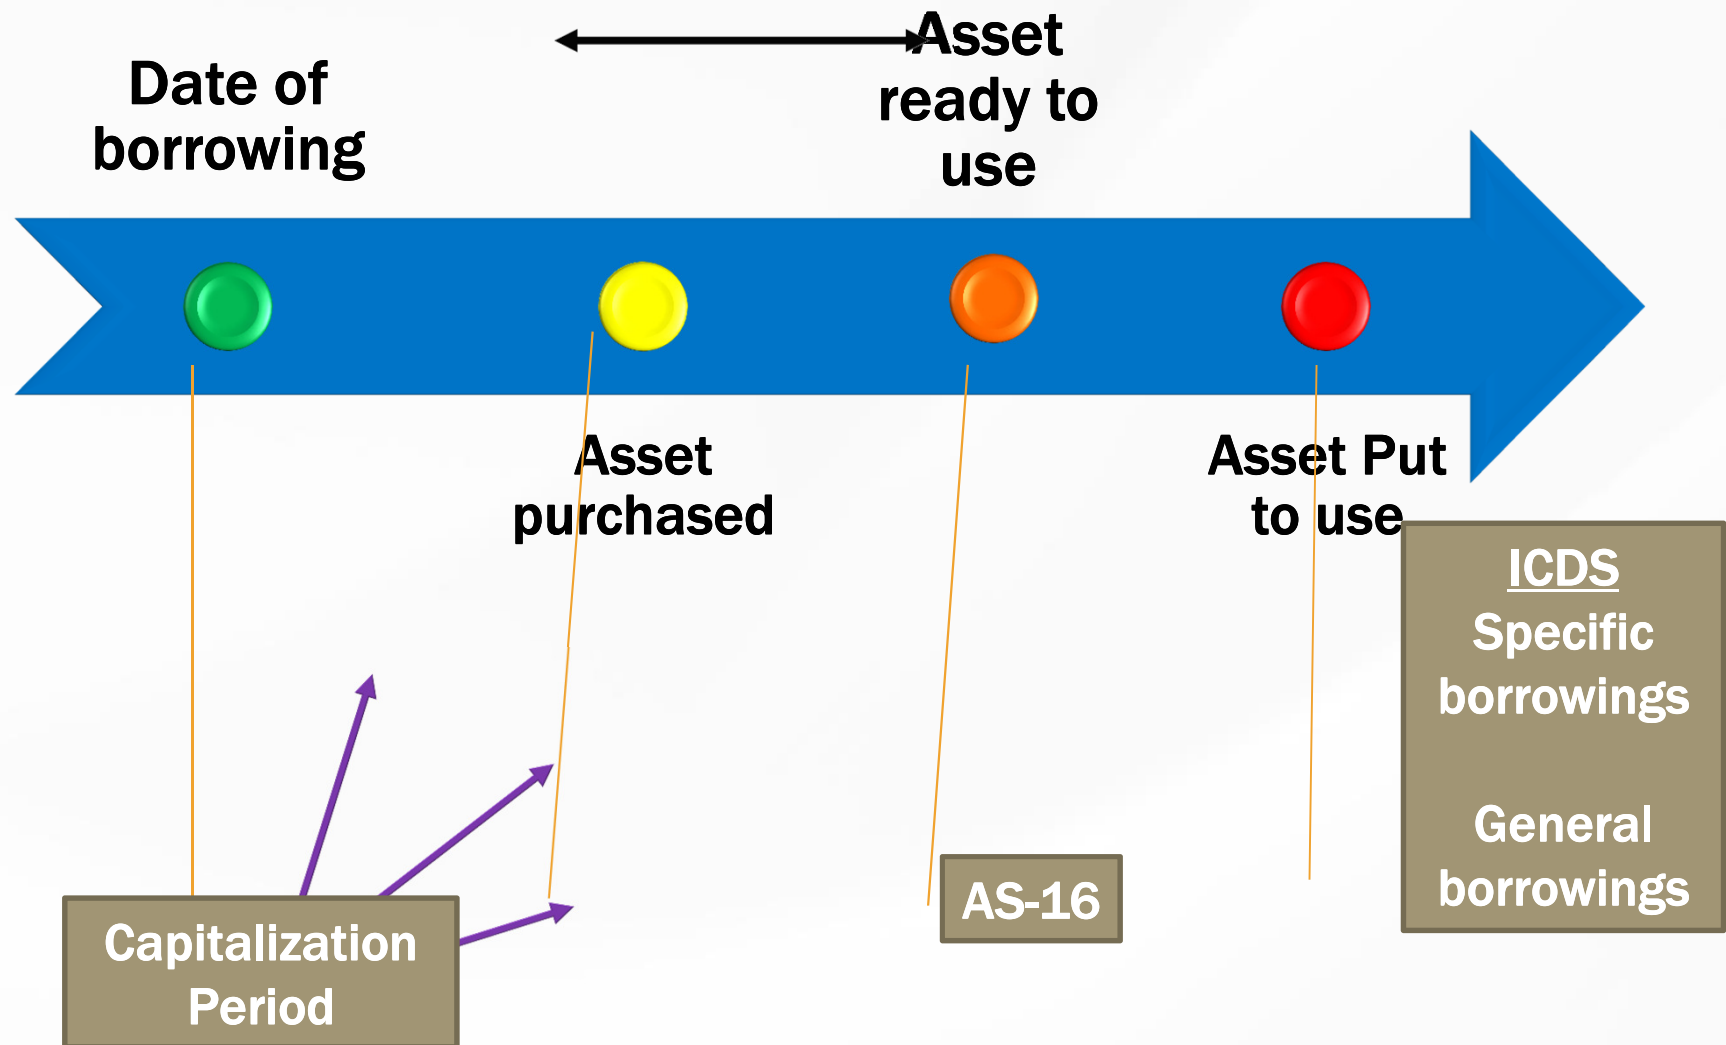 Date of
borrowing
Asset
ready to
use
Asset
purchased
Asset Put
to use
ICDS
Specific
borrowings
General
borrowings
AS-16
Capitalization
Period